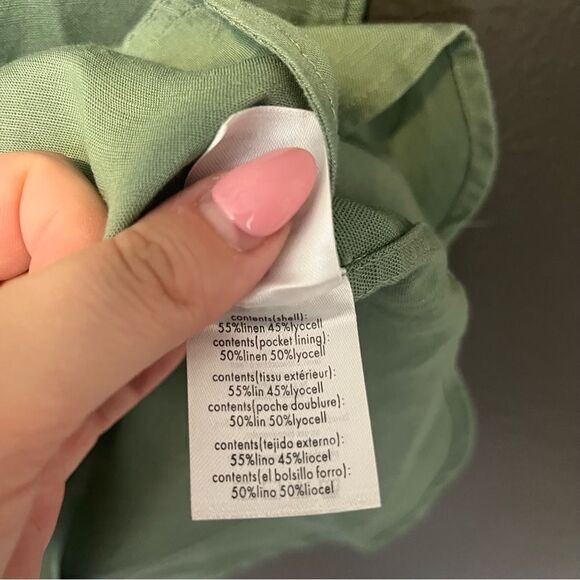 contents(shell):
55%linen 45%lyocell
contents(pocket lining):
50%linen 50%lyocell
contents(tissu extérieur):
55%lin 45%lyocell
contents(poche doublure):
50%lin 50%lyocell
contents(tejido externo):
55%lino 45%liocel
contents(el bolsillo forro):
50%lino 50%liocel